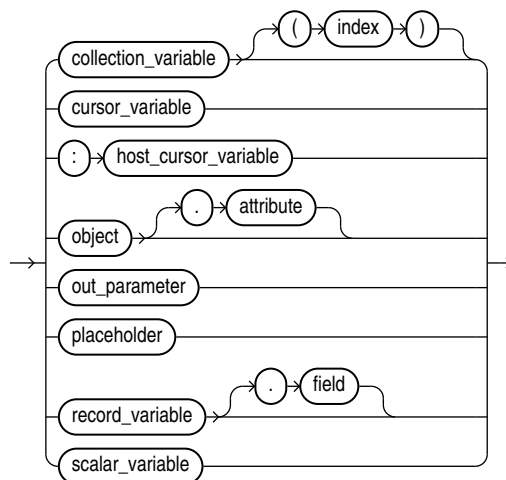 ( index )
collection_variable
cursor_variable
: host_cursor_variable
. attribute
object
out_parameter
placeholder
. field
record_variable
scalar_variable